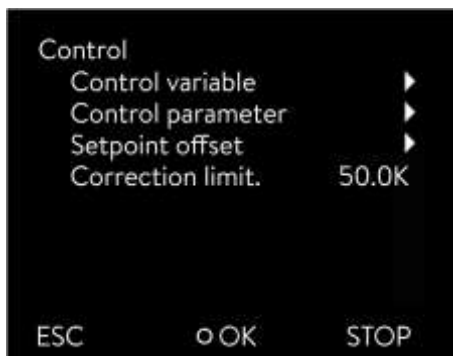 Control
Control variable
Control parameter
Setpoint offset
Correction limit. 50.0K
ESC OK STOP